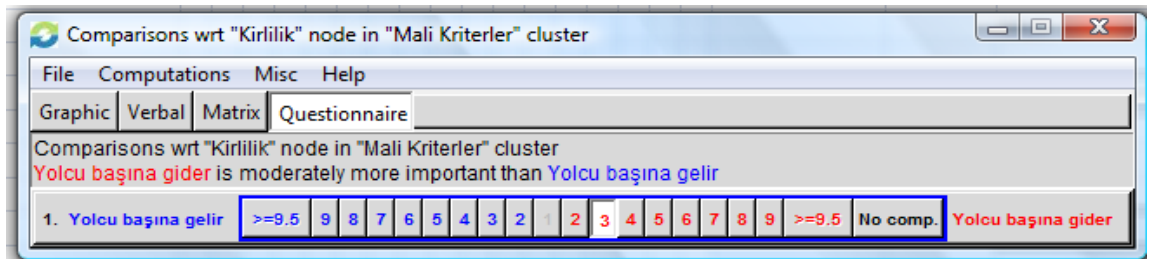 Comparisons wrt "Kirlilik" node in "Mali Kriterler" cluster
File Computations Misc Help
Graphic Verbal Matrix Questionnaire
Comparisons wrt "Kirlilik" node in "Mali Kriterler" cluster
Yolcu başına gider is moderately more important than Yolcu başına gelir
1. Yolcu başına gelir >=9.5 9 8 7 6 5 4 3 2 1 2 3 4 5 6 7 8 9 >=9.5 No comp. Yolcu başına gider